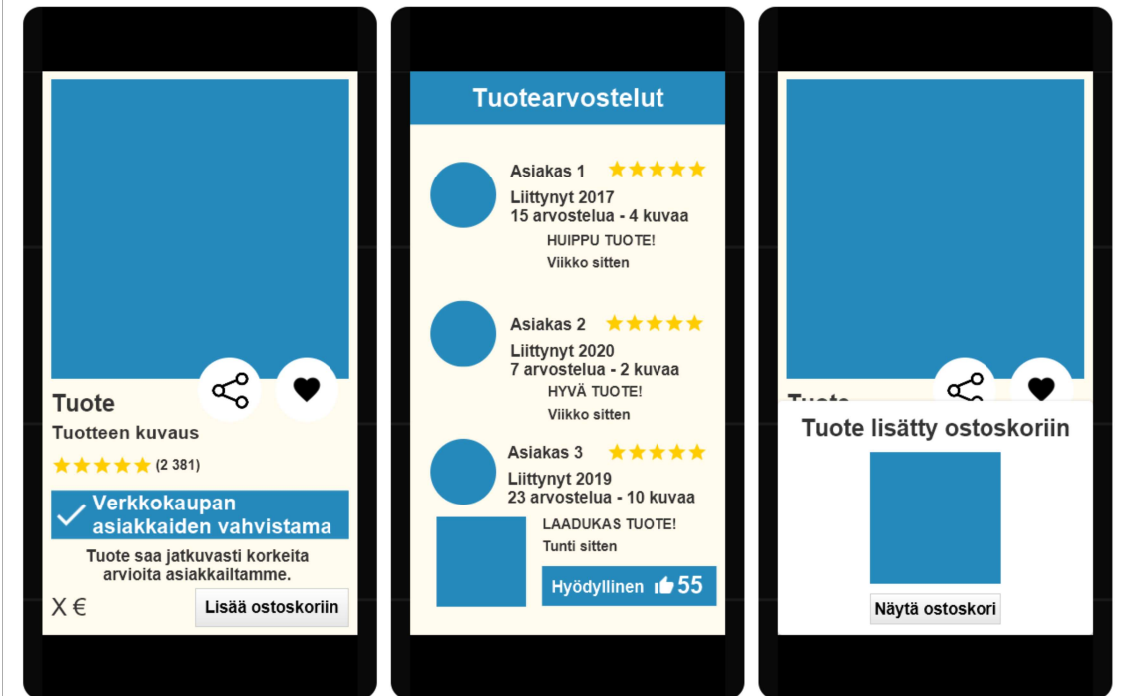 Tuote
Tuotteen kuvaus
(2 381)
Verkkokaupan
asiakkaiden vahvistama
Tuote saa jatkuvasti korkeita
arvioita asiakkailtamme.
X €
Lisää ostoskoriin
Tuotearvostelut
Asiakas 1
Liittynyt 2017
15 arvostelua - 4 kuvaa
HUIPPU TUOTE!
Viikko sitten
Asiakas 2
Liittynyt 2020
7 arvostelua - 2 kuvaa
HYVÄ TUOTE!
Viikko sitten
Asiakas 3
Liittynyt 2019
23 arvostelua - 10 kuvaa
LAADUKAS TUOTE!
Tunti sitten
Hyödyllinen 55
Tuote
Tuote lisätty ostoskoriin
Näytä ostoskori